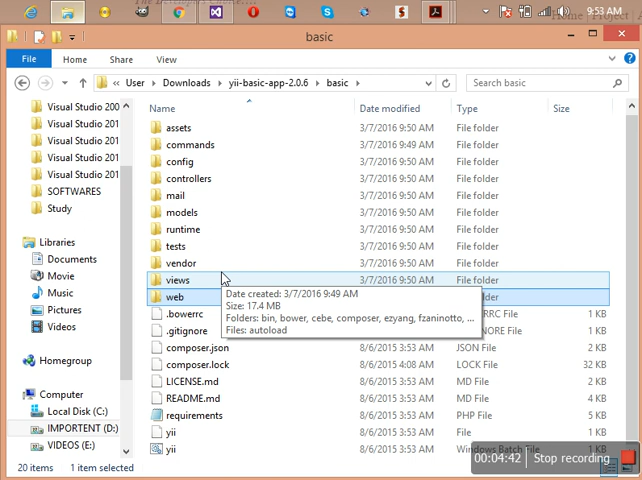 Home | Project |
9:53 AM
basic
File
Home
Share
View
User
Downloads
yii-basic-app-2.0.6
basic
Search basic
Visual Studio 200
Visual Studio 201
Visual Studio 201
Visual Studio 201
Visual Studio 201
SOFTWARES
Study
Libraries
Documents
Movie
Music
Pictures
Videos
Homegroup
Computer
Local Disk (C:)
IMPORTENT (D:)
VIDEOS (E:)
Name Date modified Type Size
assets 3/7/2016 9:50 AM File folder
commands 3/7/2016 9:49 AM File folder
config 3/7/2016 9:50 AM File folder
controllers 3/7/2016 9:50 AM File folder
mail 3/7/2016 9:50 AM File folder
models 3/7/2016 9:50 AM File folder
runtime 3/7/2016 9:50 AM File folder
tests 3/7/2016 9:50 AM File folder
vendor 3/7/2016 9:50 AM File folder
views 3/7/2016 9:50 AM File folder
web folder
Date created: 3/7/2016 9:49 AM
Size: 17.4 MB
Folders: bin, bower, cebe, composer, ezyang, fzaninotto, ...
Files: autoload
.bowerrc RRC File 1 KB
.gitignore NORE File 1 KB
composer.json 8/6/2015 3:53 AM JSON File 2 KB
composer.lock 8/6/2015 4:08 AM LOCK File 32 KB
LICENSE.md 8/6/2015 3:53 AM MD File 2 KB
README.md 8/6/2015 3:53 AM MD File 4 KB
requirements 8/6/2015 3:53 AM PHP File 6 KB
yii 8/6/2015 3:53 AM File 1 KB
yii 8/6/2015 3:53 AM Windows Batch File 1 KB
20 items 1 item selected
00:04:42 Stop recording